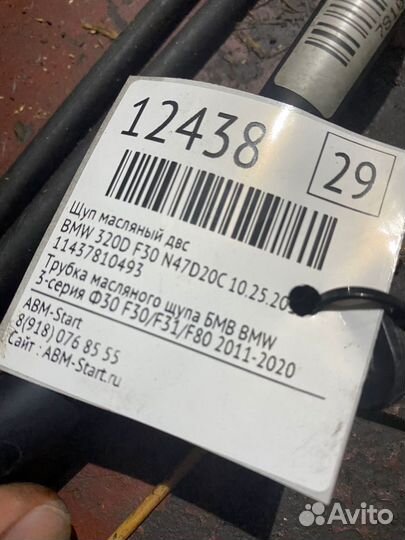 12438
29
Щуп масляный двс
BMW 320D F30 N47D20C 10.25.20
11437810493
Трубка масляного щупа БМВ BMW
3-серия Ф30 F30/F31/F80 2011-2020
ABM-Start
8(918) 076 85 55
Сайт : ABM-Start.ru
Avito